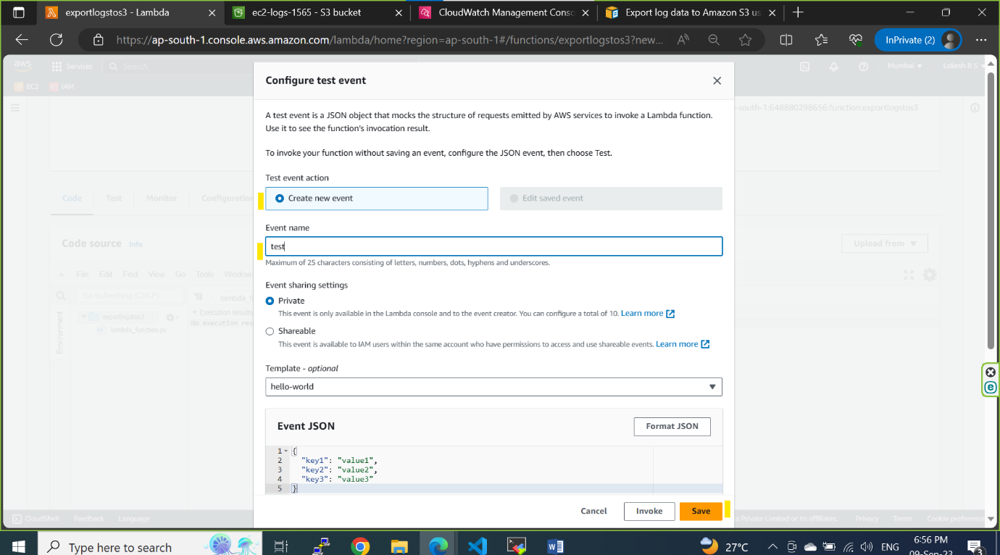 exportlogstos3 - Lambda
ec2-logs-1565 - S3 bucket
CloudWatch Management Conso
Export log data to Amazon S3 us
https://ap-south-1.console.aws.amazon.com/lambda/home?region=ap-south-1#/functions/exportlogstos3?new...
InPrivate (2)
aws
Services
Search
Mumbai
Lokesh B S
EC2
IAM
Configure test event
-south-1:648880298656:function:exportlogstos3
A test event is a JSON object that mocks the structure of requests emitted by AWS services to invoke a Lambda function.
Use it to see the function's invocation result.
To invoke your function without saving an event, configure the JSON event, then choose Test.
Test event action
Create new event
Edit saved event
Code
Test
Monitor
Configuration
Event name
test
Maximum of 25 characters consisting of letters, numbers, dots, hyphens and underscores.
Code source
Info
Upload from
File Edit Find View Go Tools Window
Go to Anything (Ctrl-P)
lambda_f
Environment
exportlogstos3
lambda_function.py
Execution results
No execution res
Event sharing settings
Private
This event is only available in the Lambda console and to the event creator. You can configure a total of 10. Learn more
Shareable
This event is available to IAM users within the same account who have permissions to access and use shareable events. Learn more
Template - optional
hello-world
Event JSON
Format JSON
1 {
2 "key1": "value1",
3 "key2": "value2",
4 "key3": "value3"
5 }
Cancel
Invoke
Save
CloudShell
Feedback
Language
a Private Limited or its affiliates.
Privacy
Terms
Cookie preference
Type here to search
27°C
ENG
6:56 PM
09-Sep-23
3